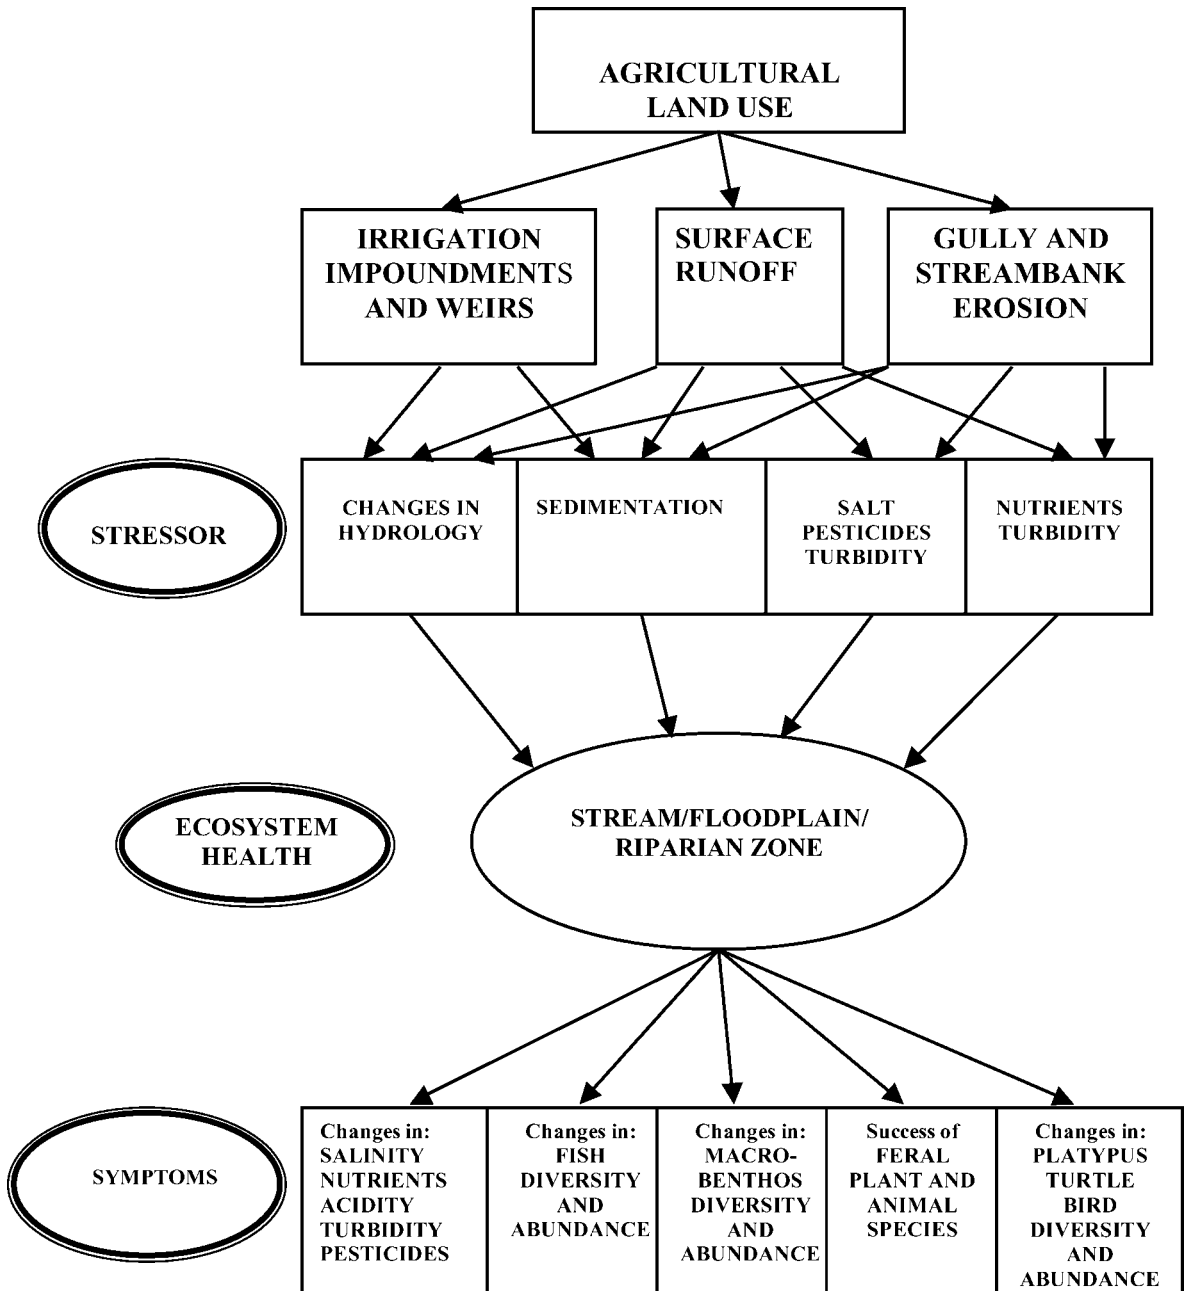 AGRICULTURAL
LAND USE
IRRIGATION
IMPOUNDMENTS
AND WEIRS
SURFACE
RUNOFF
GULLY AND
STREAMBANK
EROSION
STRESSOR
CHANGES IN
HYDROLOGY
SEDIMENTATION
SALT
PESTICIDES
TURBIDITY
NUTRIENTS
TURBIDITY
ECOSYSTEM
HEALTH
STREAM/FLOODPLAIN/
RIPARIAN ZONE
SYMPTOMS
Changes in:
SALINITY
NUTRIENTS
ACIDITY
TURBIDITY
PESTICIDES
Changes in:
FISH
DIVERSITY
AND
ABUNDANCE
Changes in:
MACRO-
BENTHOS
DIVERSITY
AND
ABUNDANCE
Success of
FERAL
PLANT AND
ANIMAL
SPECIES
Changes in:
PLATYPUS
TURTLE
BIRD
DIVERSITY
AND
ABUNDANCE